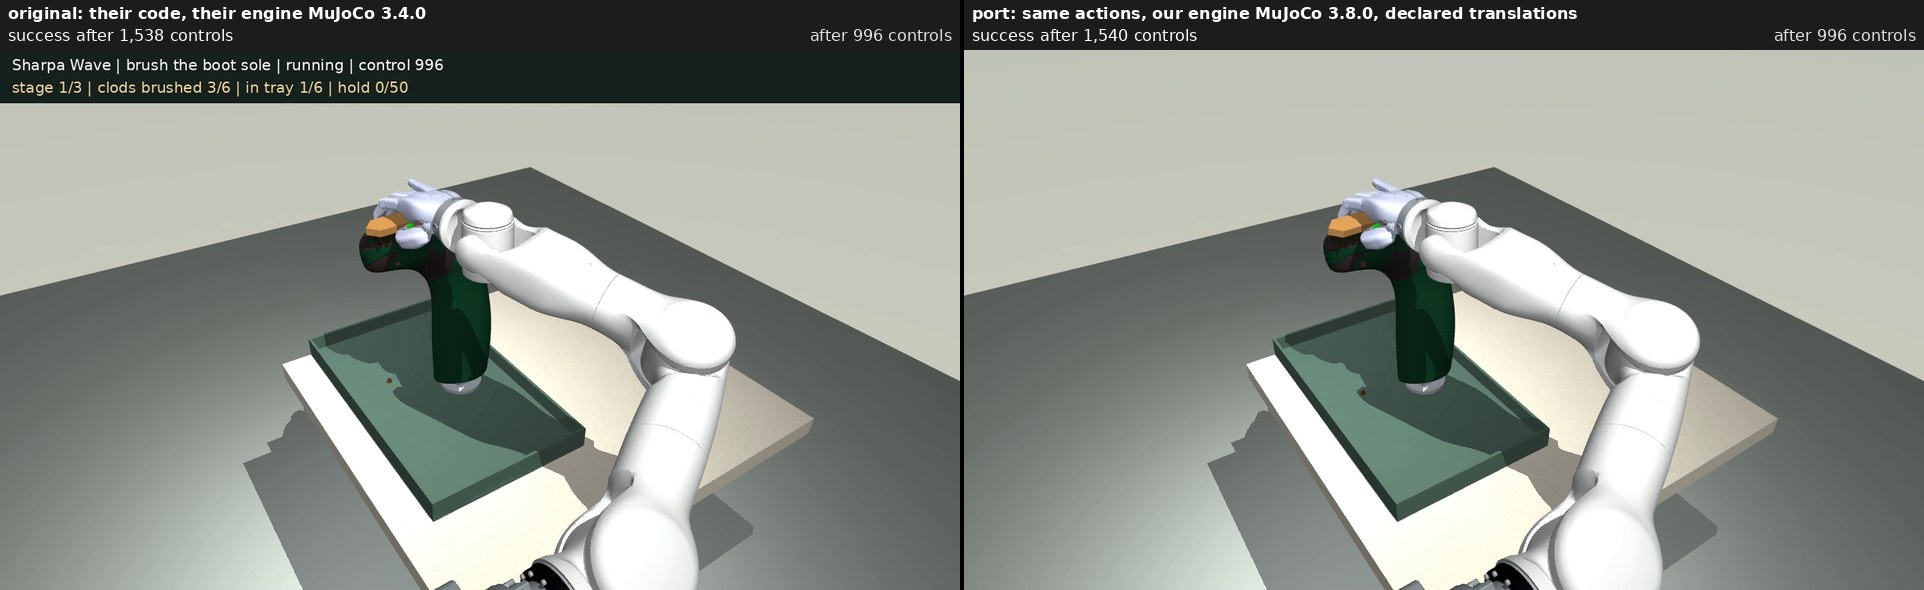 original: their code, their engine MuJoCo 3.4.0
success after 1,538 controls
after 996 controls
Sharpa Wave | brush the boot sole | running | control 996
stage 1/3 | clods brushed 3/6 | in tray 1/6 | hold 0/50
port: same actions, our engine MuJoCo 3.8.0, declared translations
success after 1,540 controls
after 996 controls